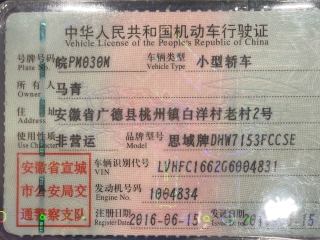 中华人民共和国机动车行驶证
Vehicle License of the People's Republic of China
号牌号码 皖PM030M 车辆类型 小型轿车
Plate No. Vehicle Type
所有人 马青
Owner
住址 安徽省广德县桃州镇白洋村老村2号
Address
使用性质 非营运 品牌型号 思域牌DHW7153FCCSE
Use Character Model
安徽省宣城
市公安局交
通警察支队
车辆识别代号 LVHFC1662G6004831
VIN
发动机号码 1004834
Engine No.
注册日期 2016-06-15 发证日期
Register Date Issue Date